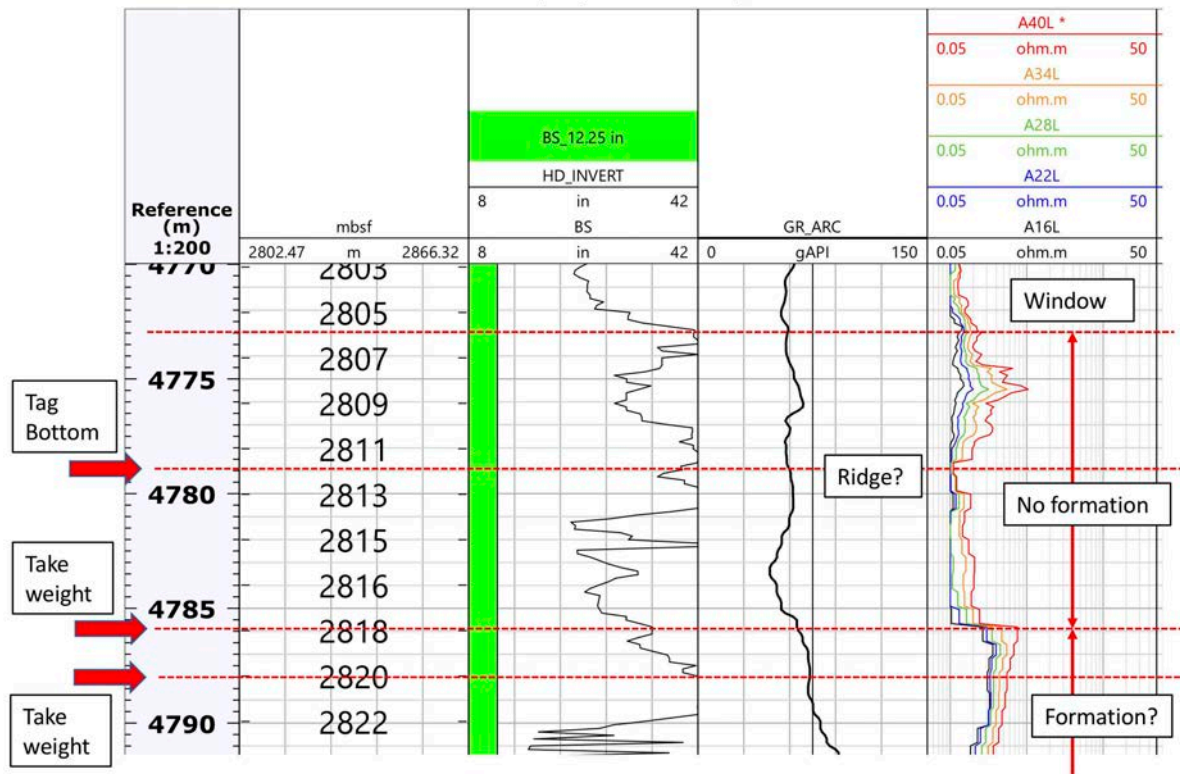 A40L *
0.05 ohm.m 50
A34L
0.05 ohm.m 50
BS_12.25 in
A28L
0.05 ohm.m 50
HD_INVERT
A22L
8 in 42
0.05 ohm.m 50
Reference
(m)
1:200
mbsf
BS
GR_ARC
A16L
2802.47 m 2866.32
8 in 42
0 gAPI 150
0.05 ohm.m 50
4770
2803
Window
2805
2807
4775
Tag
Bottom
2809
2811
Ridge?
4780
2813
No formation
2815
Take
weight
2816
4785
2818
2820
Take
weight
4790
2822
Formation?